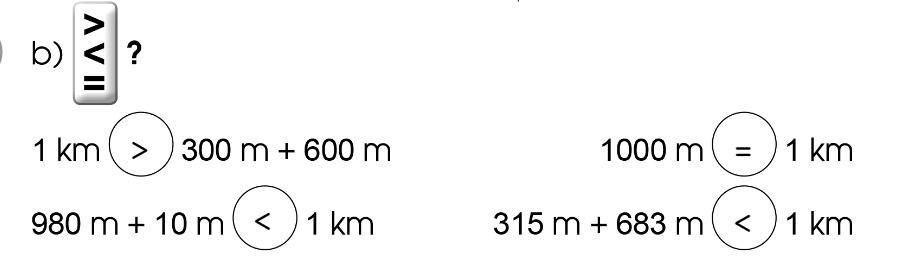 b) > < = ?
1 km > 300 m + 600 m
1000 m = 1 km
980 m + 10 m < 1 km
315 m + 683 m < 1 km